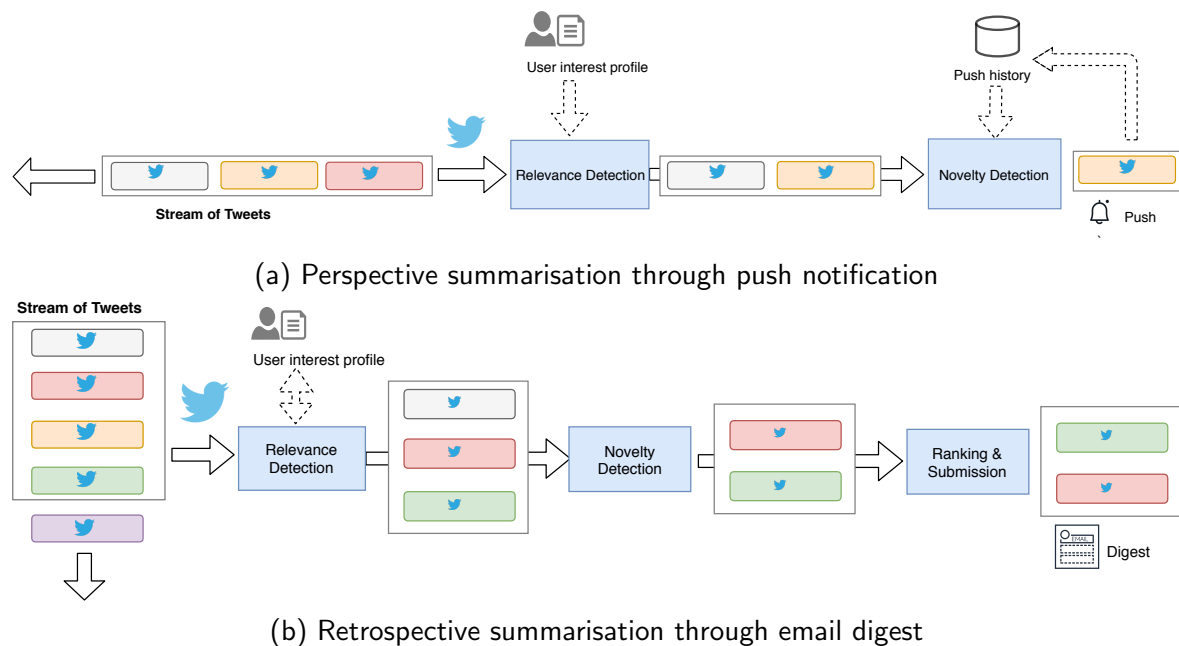 User interest profile
Push history
Relevance Detection
Novelty Detection
Stream of Tweets
Push
(a) Perspective summarisation through push notification
Stream of Tweets
User interest profile
Relevance
Detection
Novelty
Detection
Ranking &
Submission
EMAIL
Digest
(b) Retrospective summarisation through email digest